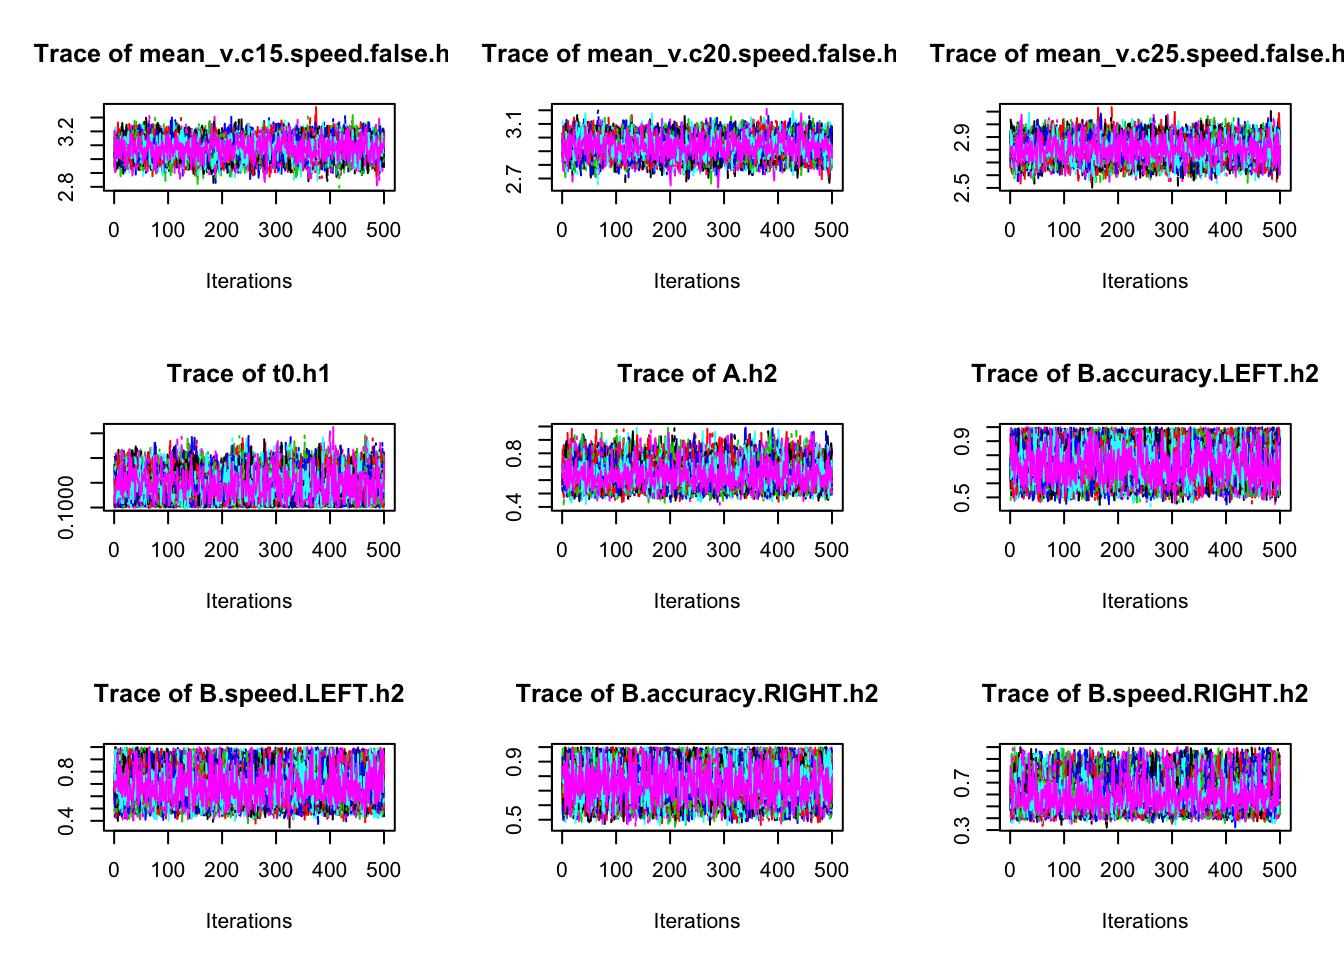 Trace of mean_v.c15.speed.false.h
3.2
2.8
0 100 200 300 400 500
Iterations
Trace of mean_v.c20.speed.false.h
3.1
2.7
0 100 200 300 400 500
Iterations
Trace of mean_v.c25.speed.false.h
2.9
2.5
0 100 200 300 400 500
Iterations
Trace of t0.h1
0.1000
0 100 200 300 400 500
Iterations
Trace of A.h2
0.8
0.4
0 100 200 300 400 500
Iterations
Trace of B.accuracy.LEFT.h2
0.9
0.5
0 100 200 300 400 500
Iterations
Trace of B.speed.LEFT.h2
0.8
0.4
0 100 200 300 400 500
Iterations
Trace of B.accuracy.RIGHT.h2
0.9
0.5
0 100 200 300 400 500
Iterations
Trace of B.speed.RIGHT.h2
0.7
0.3
0 100 200 300 400 500
Iterations